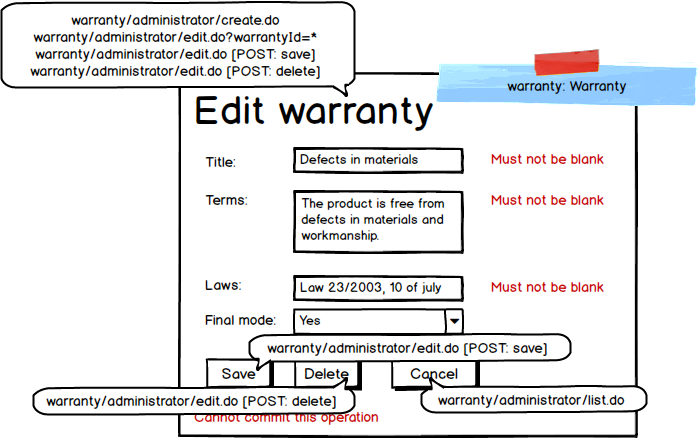 warranty/administrator/create.do
warranty/administrator/edit.do?warrantyId=*
warranty/administrator/edit.do [POST: save]
warranty/administrator/edit.do [POST: delete]
warranty: Warranty
Edit warranty
Title:
Defects in materials
Must not be blank
Terms:
The product is free from
defects in materials and
workmanship.
Must not be blank
Laws:
Law 23/2003, 10 of july
Must not be blank
Final mode:
Yes
warranty/administrator/edit.do [POST: save]
Save
Delete
Cancel
warranty/administrator/edit.do [POST: delete]
warranty/administrator/list.do
Cannot commit this operation